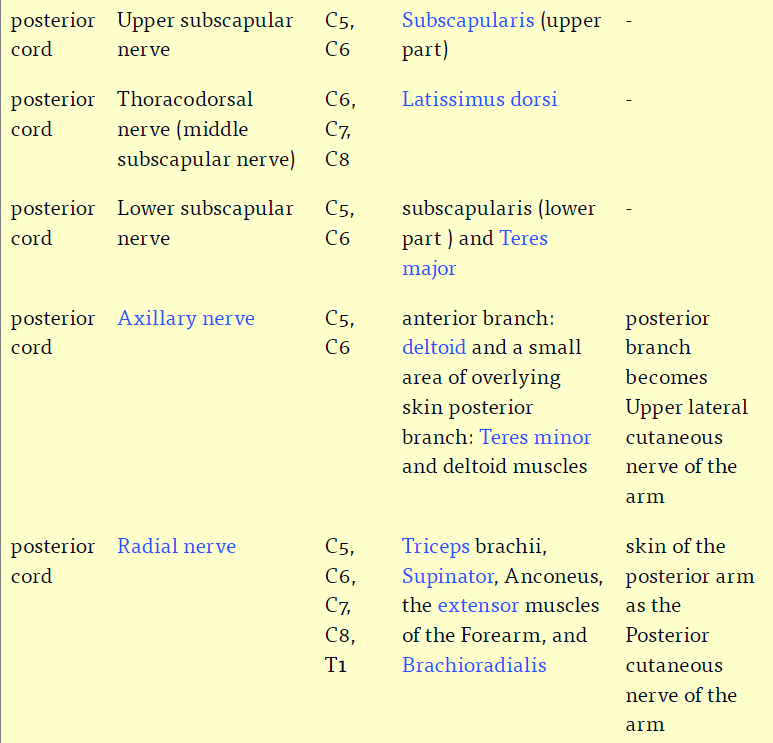 posterior cord
Upper subscapular nerve
C5, C6
Subscapularis (upper part)
-
posterior cord
Thoracodorsal nerve (middle subscapular nerve)
C6, C7, C8
Latissimus dorsi
-
posterior cord
Lower subscapular nerve
C5, C6
subscapularis (lower part ) and Teres major
-
posterior cord
Axillary nerve
C5, C6
anterior branch: deltoid and a small area of overlying skin posterior branch: Teres minor and deltoid muscles
posterior branch becomes Upper lateral cutaneous nerve of the arm
posterior cord
Radial nerve
C5, C6, C7, C8, T1
Triceps brachii, Supinator, Anconeus, the extensor muscles of the Forearm, and Brachioradialis
skin of the posterior arm as the Posterior cutaneous nerve of the arm